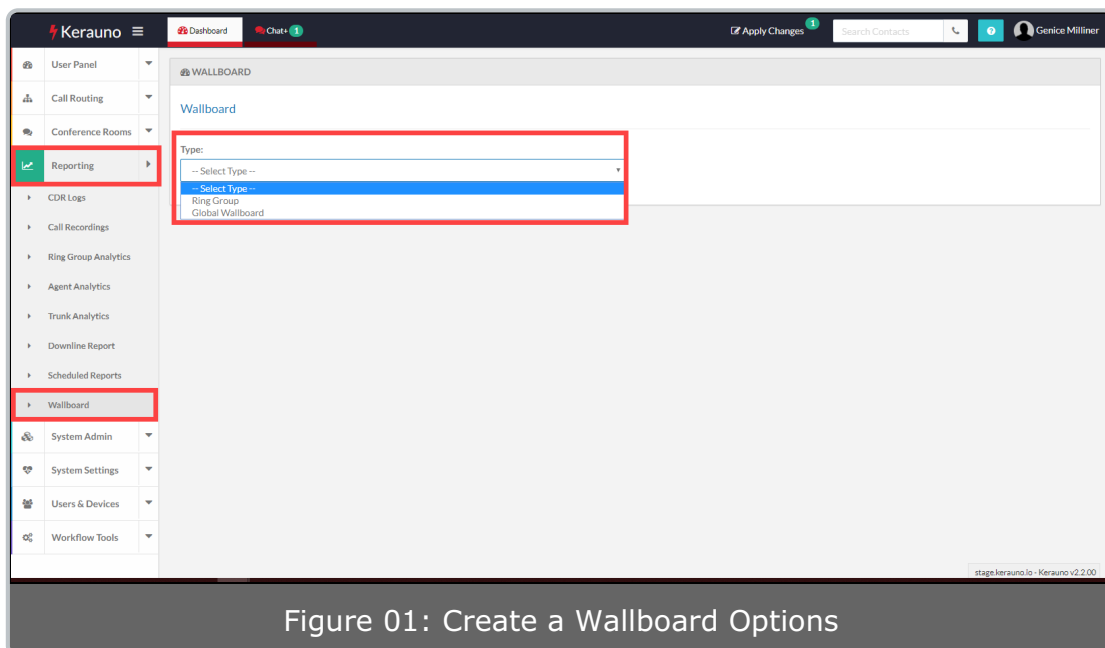 Kerauno
Dashboard
Chat+ 1
Apply Changes 1
Search Contacts
Genice Milliner
User Panel
Call Routing
Conference Rooms
Reporting
CDR Logs
Call Recordings
Ring Group Analytics
Agent Analytics
Trunk Analytics
Downline Report
Scheduled Reports
Wallboard
System Admin
System Settings
Users & Devices
Workflow Tools
WALLBOARD
Wallboard
Type:
-- Select Type --
-- Select Type --
Ring Group
Global Wallboard
stage.kerauno.io - Kerauno v2.2.00
Figure 01: Create a Wallboard Options